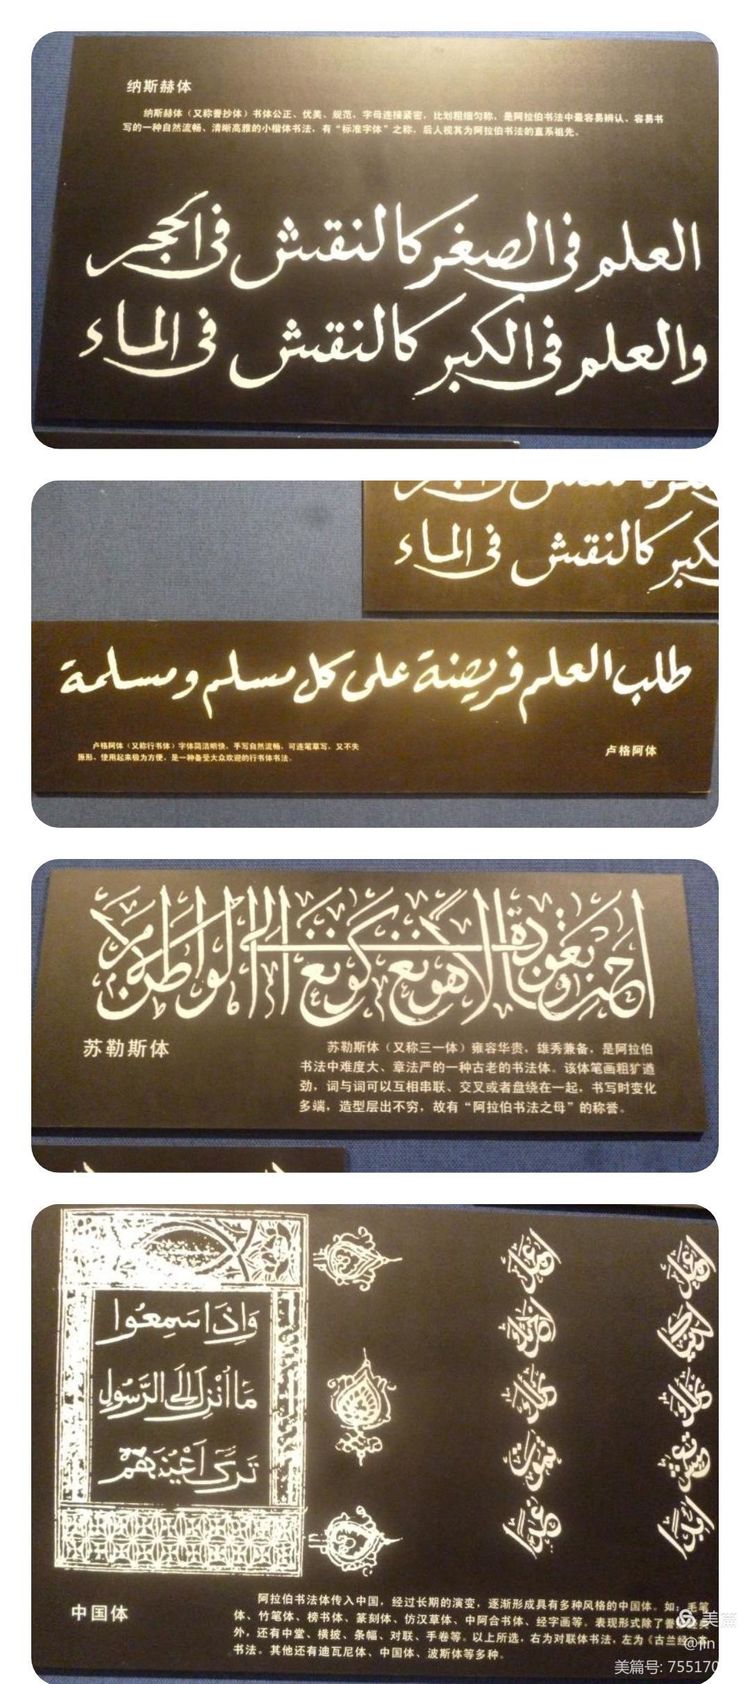 纳斯赫体
纳斯赫体（又称誊抄体）书体公正、优美、规范，字母连接紧密，比划粗细匀称，是阿拉伯书法中最容易辨认、容易书
写的一种自然流畅、清晰高雅的小楷体书法，有“标准字体”之称，后人视其为阿拉伯书法的直系祖先。
العلم في الصغر كالنقش في الحجر
والعلم في الكبر كالنقش في الماء
في الماء
كالنقش
طلب العلم فريضة على كل مسلم ومسلمة
卢格阿体（又称行书体）字体简洁明快，手写自然流畅，可连笔草写，又不失
原形，使用起来极为方便，是一种备受大众欢迎的行书体书法。
卢格阿体
苏勒斯体
苏勒斯体（又称三一体）雍容华贵，雄秀兼备，是阿拉伯
书法中难度大、章法严的一种古老的书法体。该体笔画粗犷遒
劲，词与词可以互相串联、交叉或者盘绕在一起，书写时变化
多端，造型层出不穷，故有“阿拉伯书法之母”的称誉。
وَإِذَا سَمِعُوا
مَا أُنْزِلَ إِلَى الرَّسُولِ
تَرَى أَعْيُنَهُمْ
中国体
阿拉伯书法体传入中国，经过长期的演变，逐渐形成具有多种风格的中国体。如：毛笔
体、竹笔体、榜书体、篆刻体、仿汉草体、中阿合书体、经字画等。表现形式除了
外，还有中堂、横披、条幅、对联、手卷等。以上所选，右为对联体书法，左为《古兰经》
书法。其他还有迪瓦尼体、中国体、波斯体等多种。
美篇
@jin
美篇号: 755170